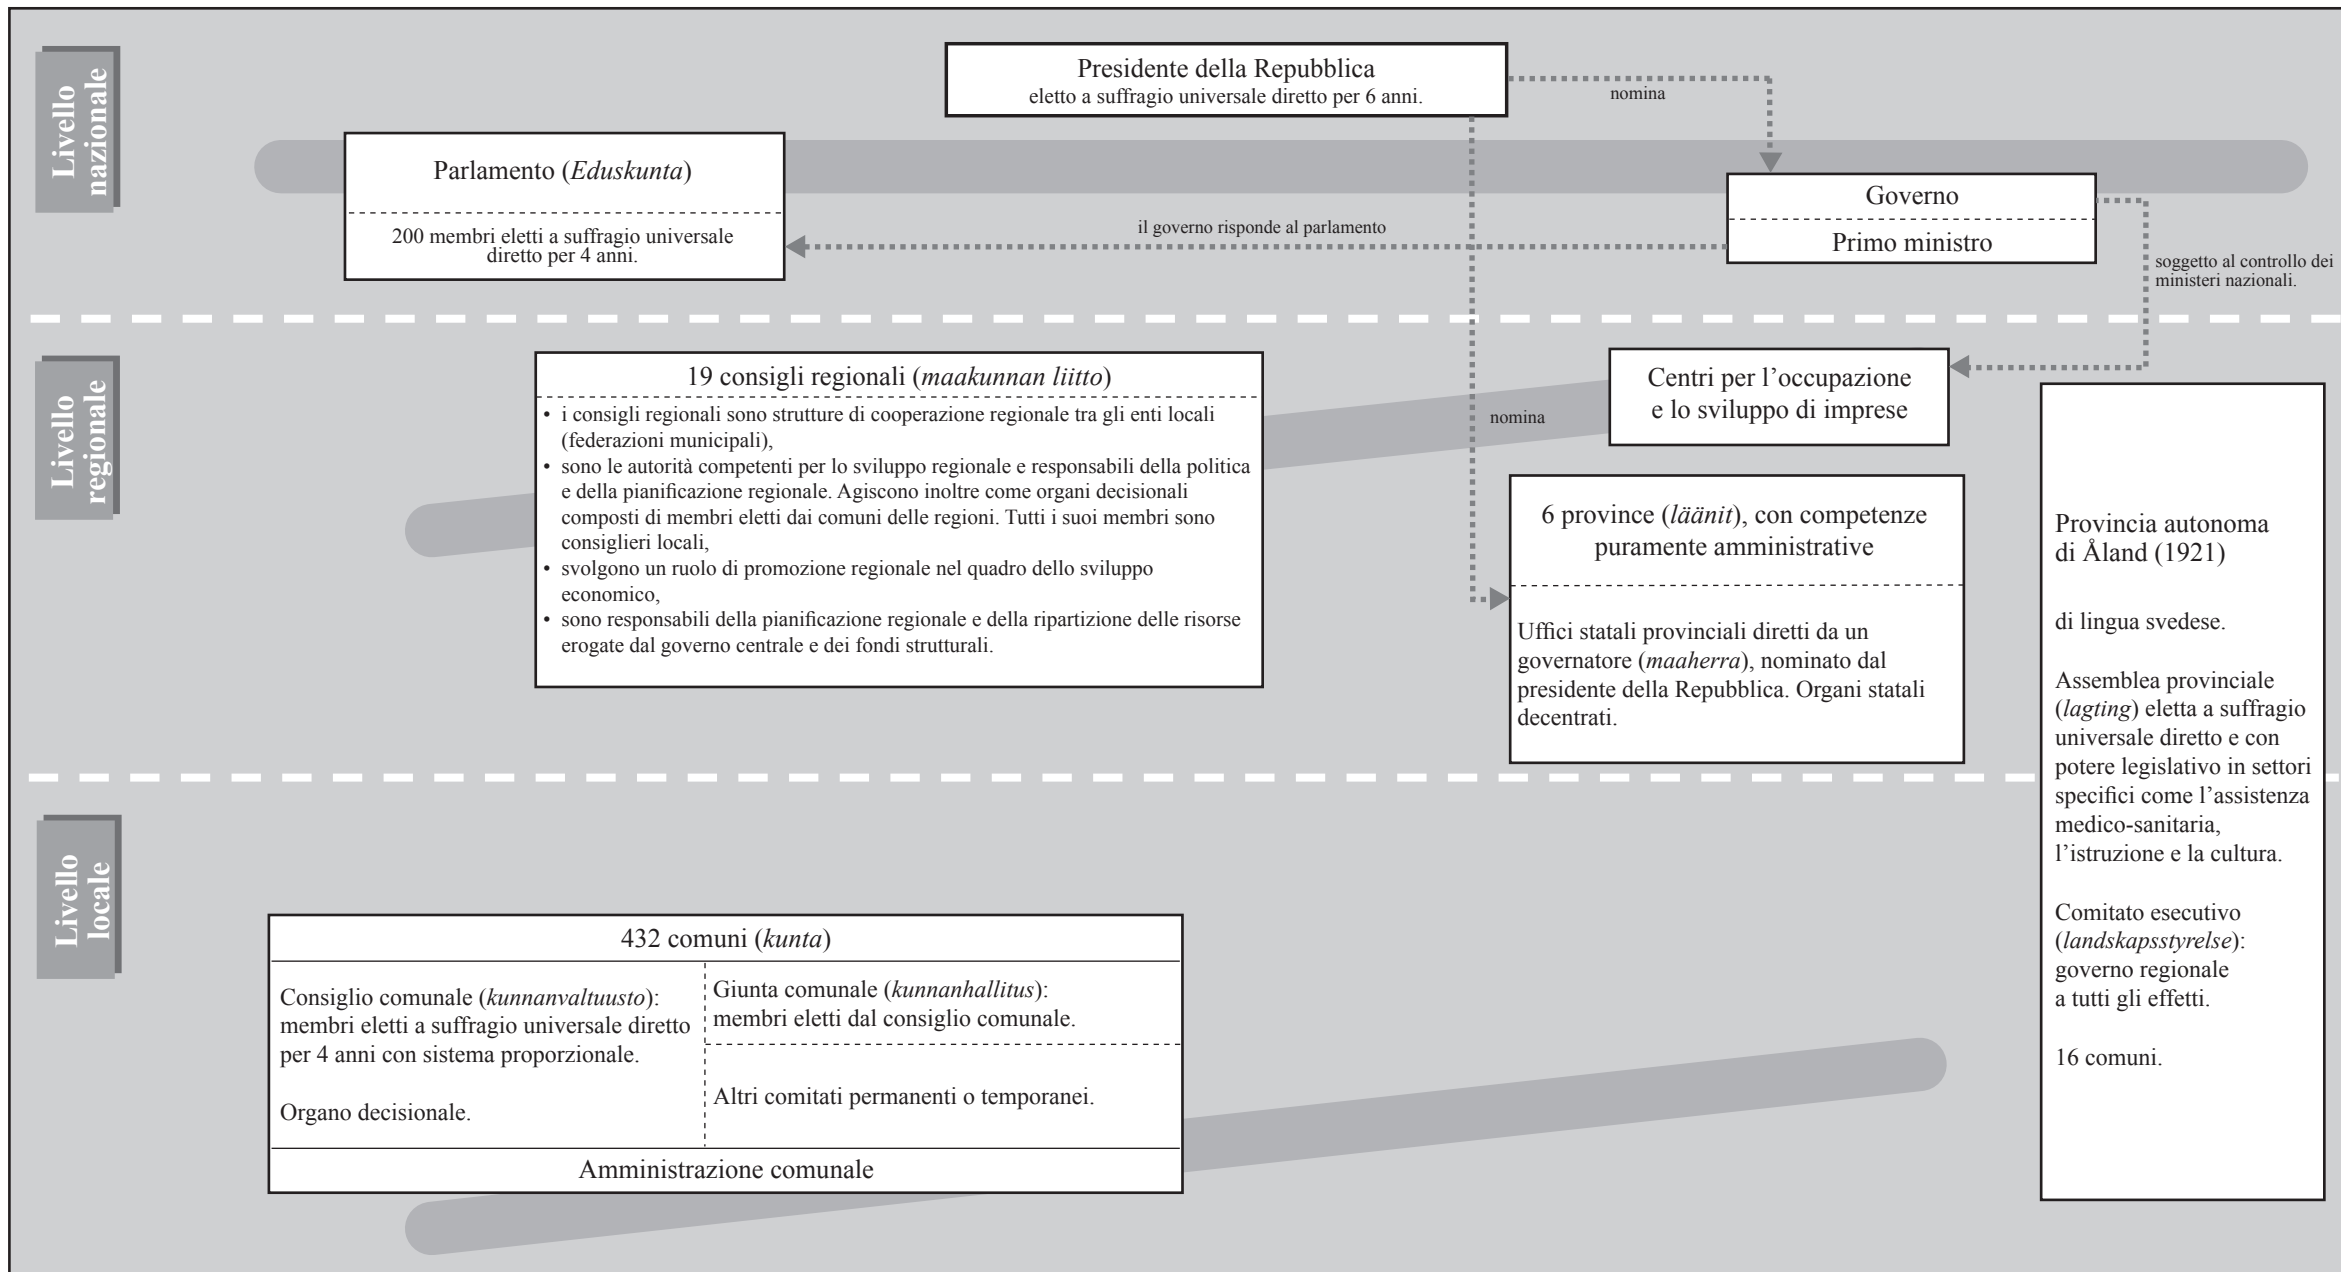 Livello
nazionale
Presidente della Repubblica
eletto a suffragio universale diretto per 6 anni.
nomina
Parlamento (Eduskunta)
200 membri eletti a suffragio universale
diretto per 4 anni.
il governo risponde al parlamento
Governo
Primo ministro
soggetto al controllo dei
ministeri nazionali.
Livello
regionale
19 consigli regionali (maakunnan liitto)
• i consigli regionali sono strutture di cooperazione regionale tra gli enti locali
(federazioni municipali),
• sono le autorità competenti per lo sviluppo regionale e responsabili della politica
e della pianificazione regionale. Agiscono inoltre come organi decisionali
composti di membri eletti dai comuni delle regioni. Tutti i suoi membri sono
consiglieri locali,
• svolgono un ruolo di promozione regionale nel quadro dello sviluppo
economico,
• sono responsabili della pianificazione regionale e della ripartizione delle risorse
erogate dal governo centrale e dei fondi strutturali.
nomina
Centri per l'occupazione
e lo sviluppo di imprese
6 province (läänit), con competenze
puramente amministrative
Uffici statali provinciali diretti da un
governatore (maaherra), nominato dal
presidente della Repubblica. Organi statali
decentrati.
Provincia autonoma
di Åland (1921)
di lingua svedese.
Assemblea provinciale
(lagting) eletta a suffragio
universale diretto e con
potere legislativo in settori
specifici come l'assistenza
medico-sanitaria,
l'istruzione e la cultura.
Comitato esecutivo
(landskapsstyrelse):
governo regionale
a tutti gli effetti.
16 comuni.
Livello
locale
432 comuni (kunta)
Consiglio comunale (kunnanvaltuusto):
membri eletti a suffragio universale diretto
per 4 anni con sistema proporzionale.
Organo decisionale.
Giunta comunale (kunnanhallitus):
membri eletti dal consiglio comunale.
Altri comitati permanenti o temporanei.
Amministrazione comunale